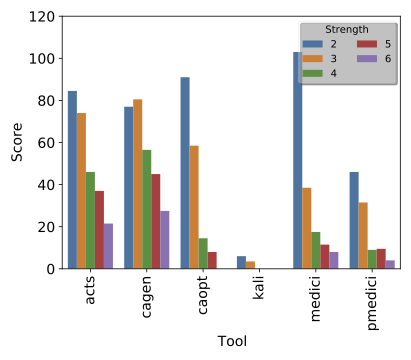 120
100
80
60
40
20
0
Score
Strength
2
3
4
5
6
acts
cagen
caopt
kali
medici
pmedici
Tool